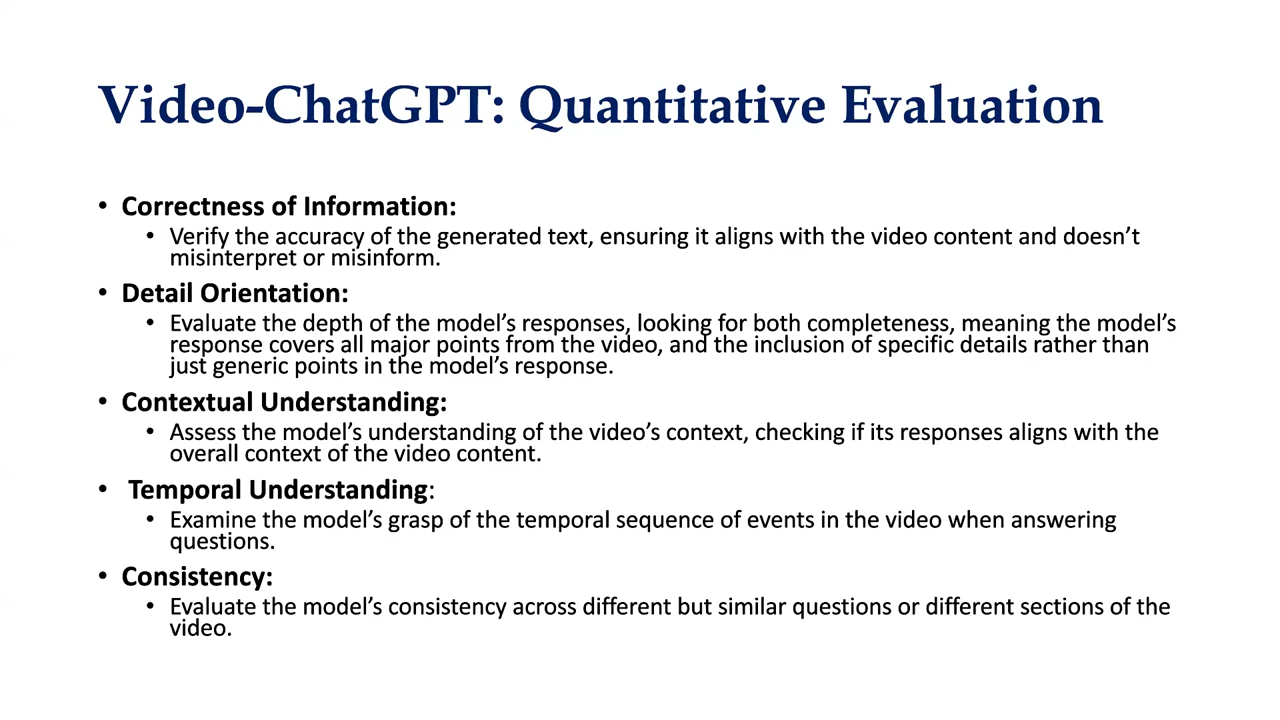 Video-ChatGPT: Quantitative Evaluation
• Correctness of Information:
• Verify the accuracy of the generated text, ensuring it aligns with the video content and doesn’t
misinterpret or misinform.
• Detail Orientation:
• Evaluate the depth of the model’s responses, looking for both completeness, meaning the model’s
response covers all major points from the video, and the inclusion of specific details rather than
just generic points in the model’s response.
• Contextual Understanding:
• Assess the model’s understanding of the video’s context, checking if its responses aligns with the
overall context of the video content.
• Temporal Understanding:
• Examine the model’s grasp of the temporal sequence of events in the video when answering
questions.
• Consistency:
• Evaluate the model’s consistency across different but similar questions or different sections of the
video.